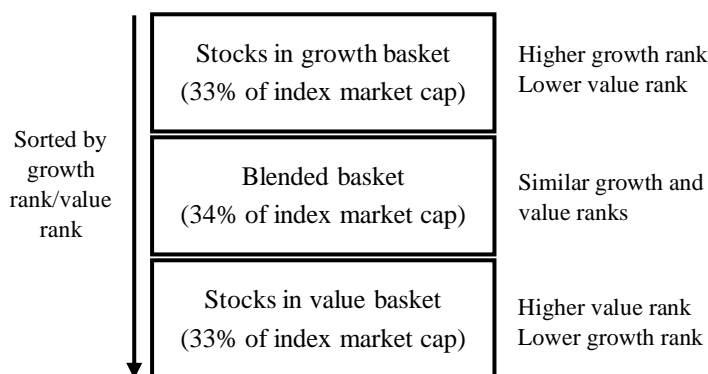 Stocks in growth basket
(33% of index market cap)
Higher growth rank
Lower value rank
Sorted by
growth
rank/value
rank
Blended basket
(34% of index market cap)
Similar growth and
value ranks
Stocks in value basket
(33% of index market cap)
Higher value rank
Lower growth rank